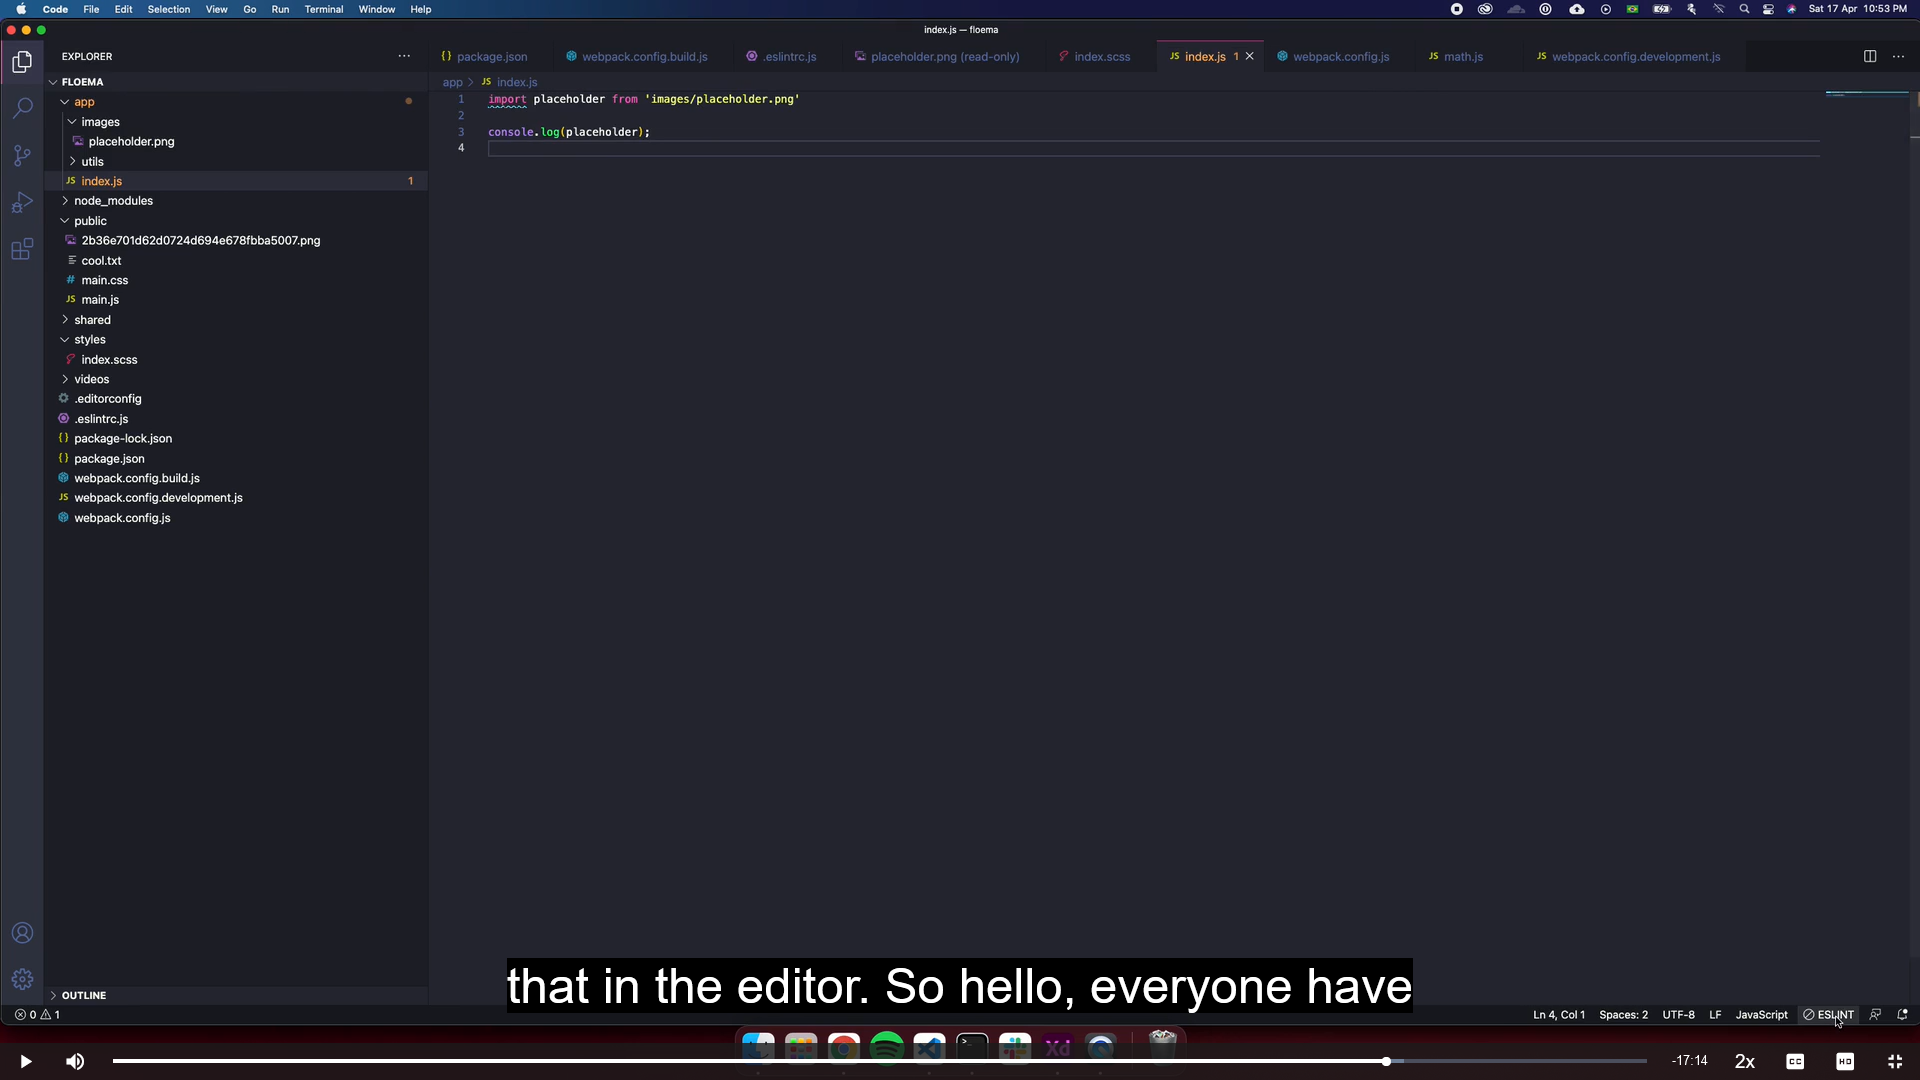 Code File Edit Selection View Go Run Terminal Window Help Sat 17 Apr 10:53 PM
index.js — floema
EXPLORER
package.json webpack.config.build.js .eslintrc.js placeholder.png (read-only) index.scss index.js 1 webpack.config.js math.js webpack.config.development.js
FLOEMA
app
images
placeholder.png
utils
index.js 1
node_modules
public
2b36e701d62d0724d694e678fbba5007.png
cool.txt
main.css
main.js
shared
styles
index.scss
videos
.editorconfig
.eslintrc.js
package-lock.json
package.json
webpack.config.build.js
webpack.config.development.js
webpack.config.js
OUTLINE
app > JS index.js
1 import placeholder from 'images/placeholder.png'
2
3 console.log(placeholder);
4
that in the editor. So hello, everyone have
0 1 Ln 4, Col 1 Spaces: 2 UTF-8 LF JavaScript ESLINT
-17:14 2x CC HD